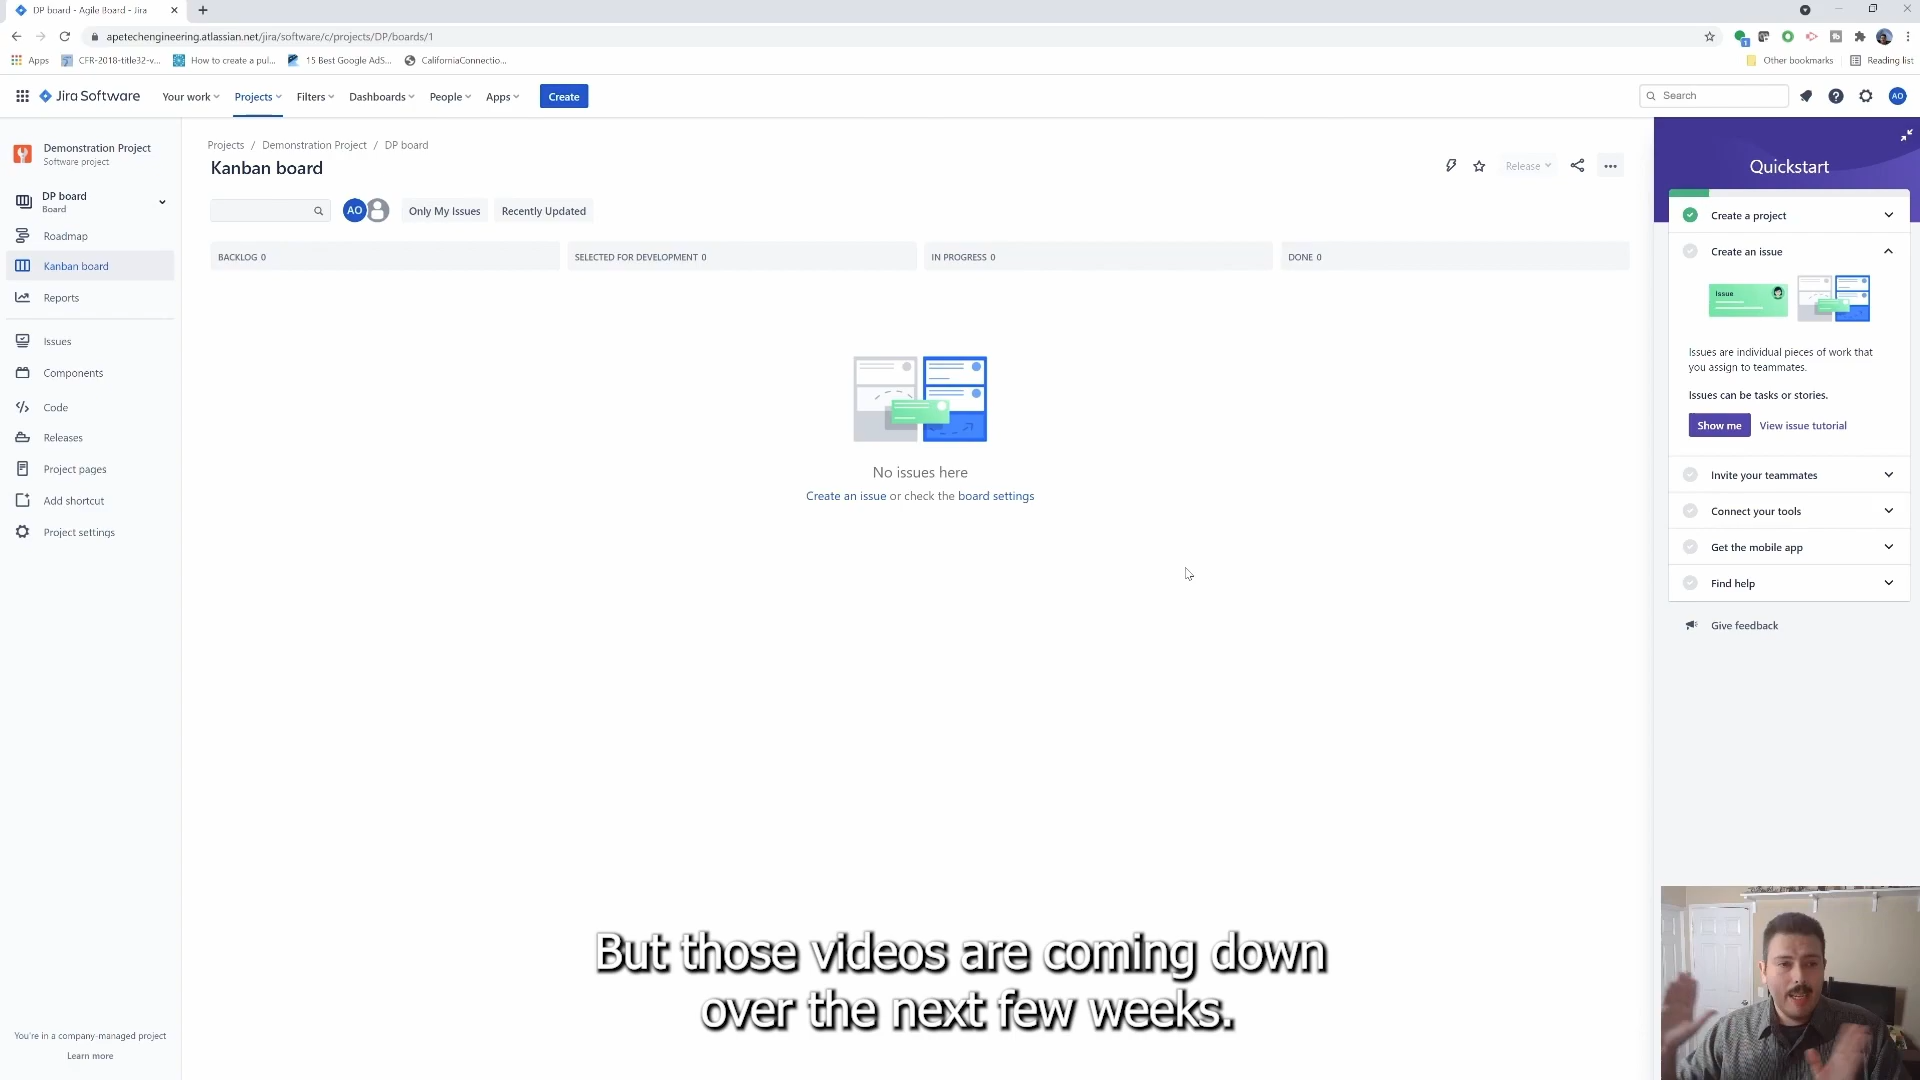 DP board - Agile Board - Jira
apetechengineering.atlassian.net/jira/software/c/projects/DP/boards/1
Apps
CFR-2018-title32-v...
How to create a pul...
15 Best Google AdS...
CaliforniaConnectio...
Other bookmarks
Reading list
Jira Software
Your work
Projects
Filters
Dashboards
People
Apps
Create
Search
AO
Demonstration Project
Software project
DP board
Board
Roadmap
Kanban board
Reports
Issues
Components
Code
Releases
Project pages
Add shortcut
Project settings
You're in a company-managed project
Learn more
Projects / Demonstration Project / DP board
Kanban board
Release
AO
Only My Issues
Recently Updated
BACKLOG 0
SELECTED FOR DEVELOPMENT 0
IN PROGRESS 0
DONE 0
No issues here
Create an issue or check the board settings
Quickstart
Create a project
Create an issue
Issue
Issues are individual pieces of work that
you assign to teammates.
Issues can be tasks or stories.
Show me
View issue tutorial
Invite your teammates
Connect your tools
Get the mobile app
Find help
Give feedback
But those videos are coming down
over the next few weeks.